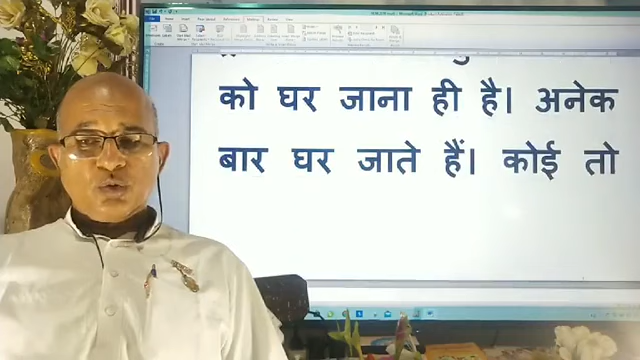 को घर जाना ही है। अनेक
बार घर जाते हैं। कोई तो